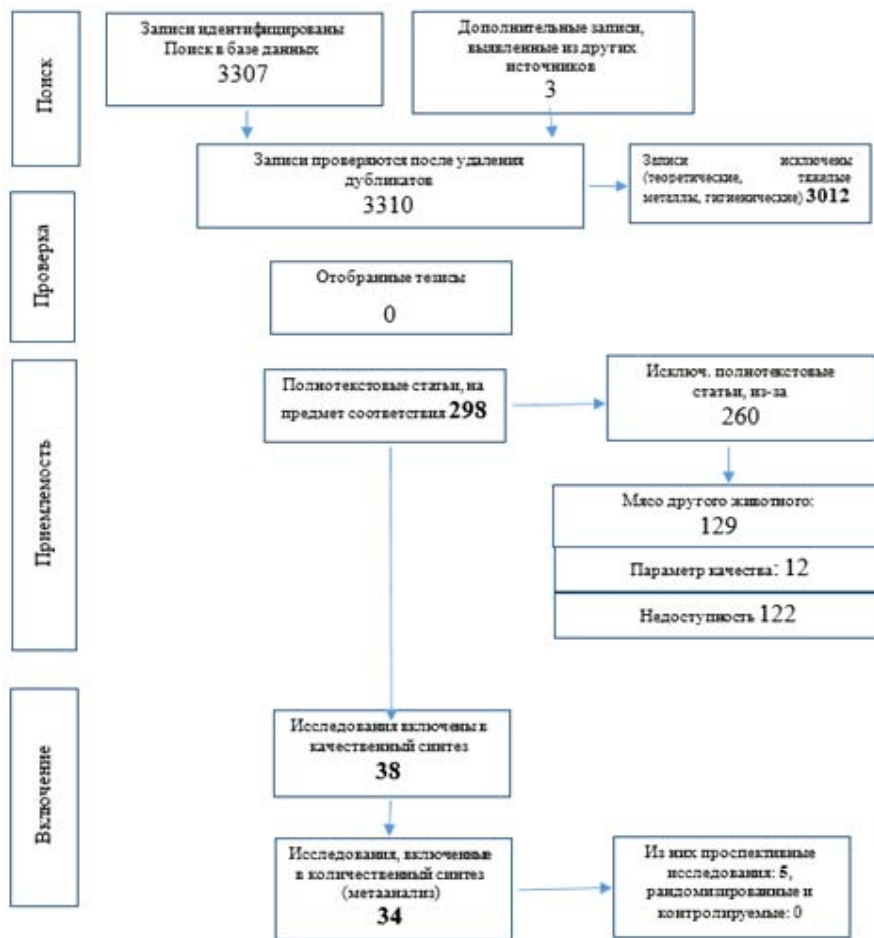 Поиск
Записи идентифицированы
Поиск в базе данных
3307
Дополнительные записи,
выявленные из других
источников
3
Записи проверяются после удаления
дубликатов
3310
Записи исключены
(теоретические, тяжелые
металлы, гигиенические) 3012
Проверка
Отобранные тезисы
0
Приемлемость
Полнотекстовые статьи, на
предмет соответствия 298
Исключ. полнотекстовые
статьи, из-за
260
Мясо другого животного:
129
Параметр качества: 12
Недоступность 122
Включение
Исследования включены в
качественный синтез
38
Исследования, включенные
в количественный синтез
(метаанализ)
34
Из них проспективные
исследования: 5,
рандомизированные и
контролируемые: 0